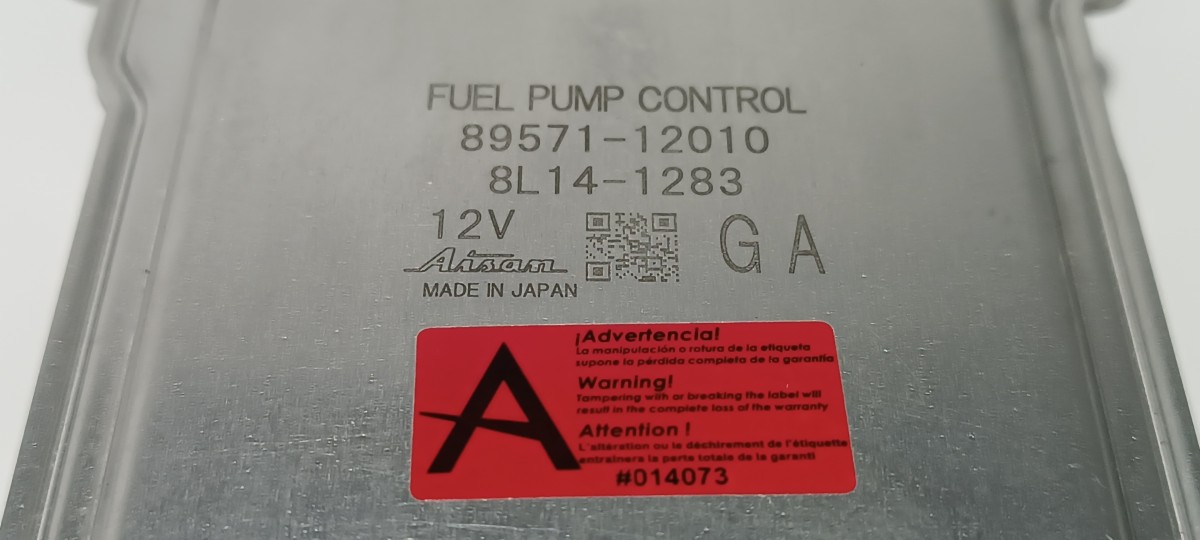 FUEL PUMP CONTROL
89571-12010
8L14-1283
12V
GA
Aisan
MADE IN JAPAN
A
¡Advertencia!
La manipulación o rotura de la etiqueta
supone la pérdida completa de la garantía
Warning!
Tampering with or breaking the label will
result in the complete loss of the warranty
Attention !
L'altération ou le déchirement de l'étiquette
entraînera la perte totale de la garanti
#014073